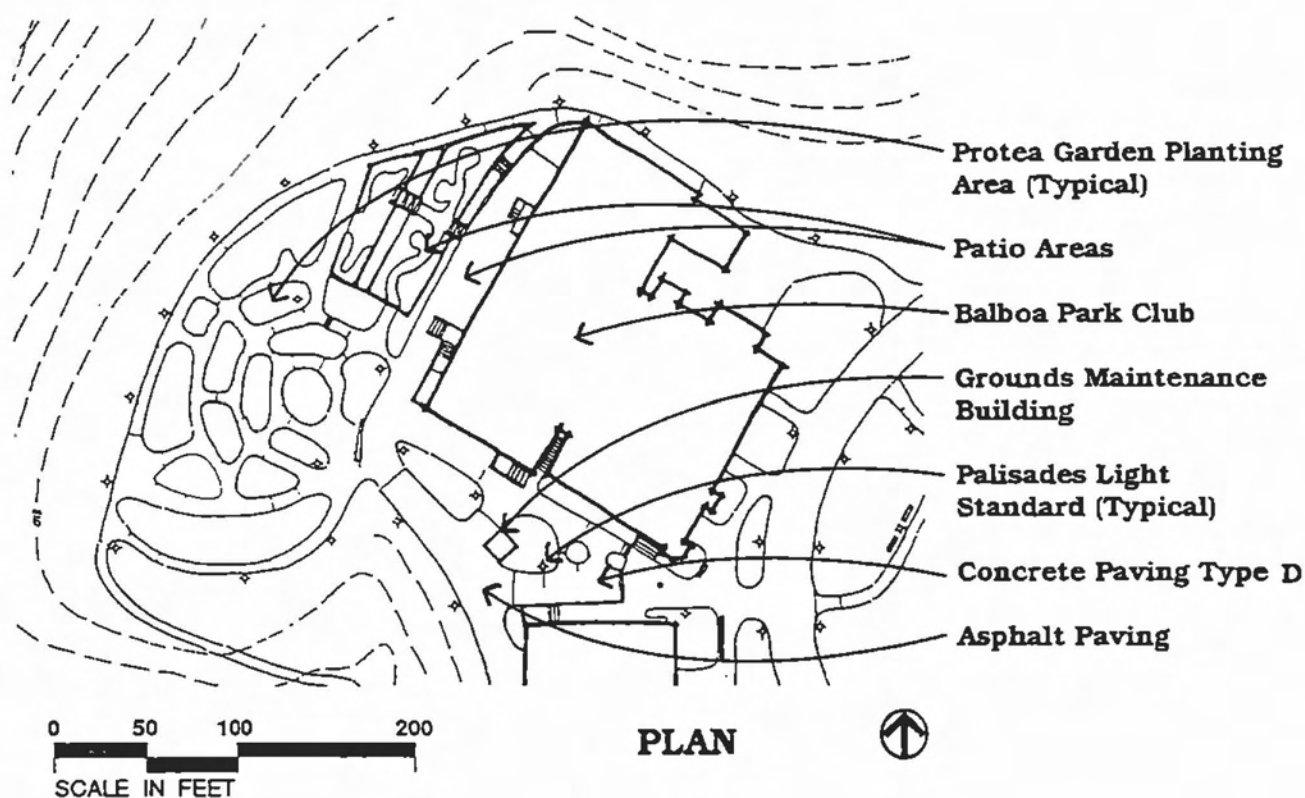 Protea Garden Planting
Area (Typical)
Patio Areas
Balboa Park Club
Grounds Maintenance
Building
Palisades Light
Standard (Typical)
Concrete Paving Type D
Asphalt Paving
0 50 100 200
SCALE IN FEET
PLAN